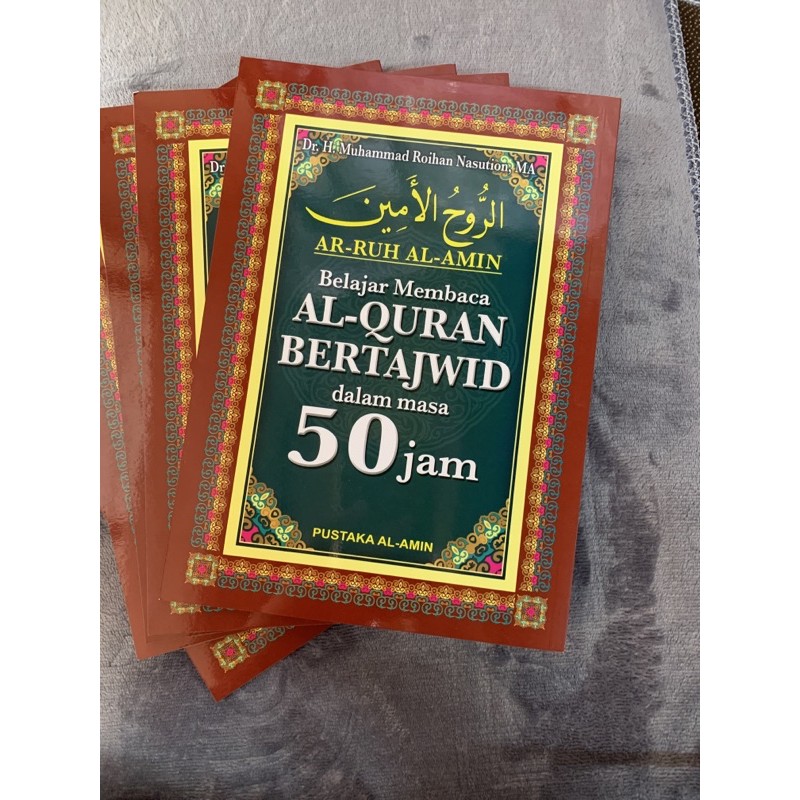 Dr. H. Muhammad Roihan Nasution, MA
الرُّوحُ الأَمِينَ
AR-RUH AL-AMIN
Belajar Membaca
AL-QURAN
BERTAJWID
dalam masa
50 jam
PUSTAKA AL-AMIN
Dr